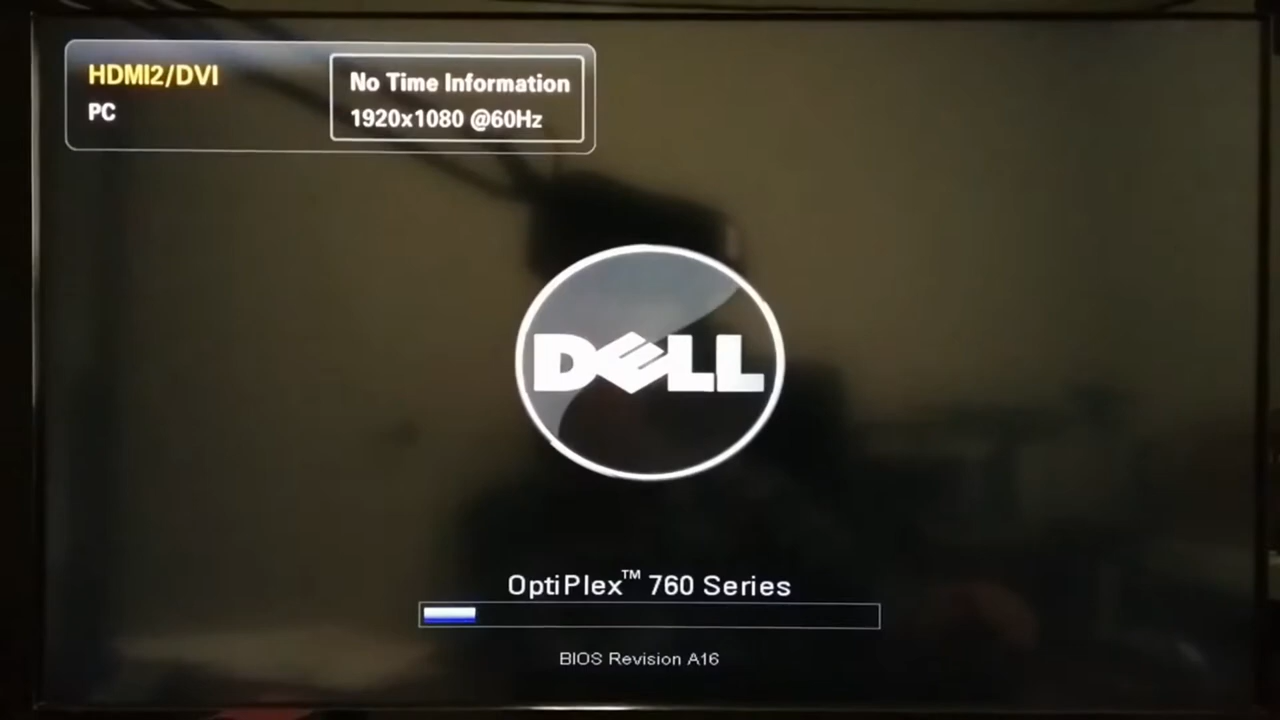 HDMI2/DVI
PC
No Time Information
1920x1080 @60Hz
DELL
OptiPlex™ 760 Series
BIOS Revision A16